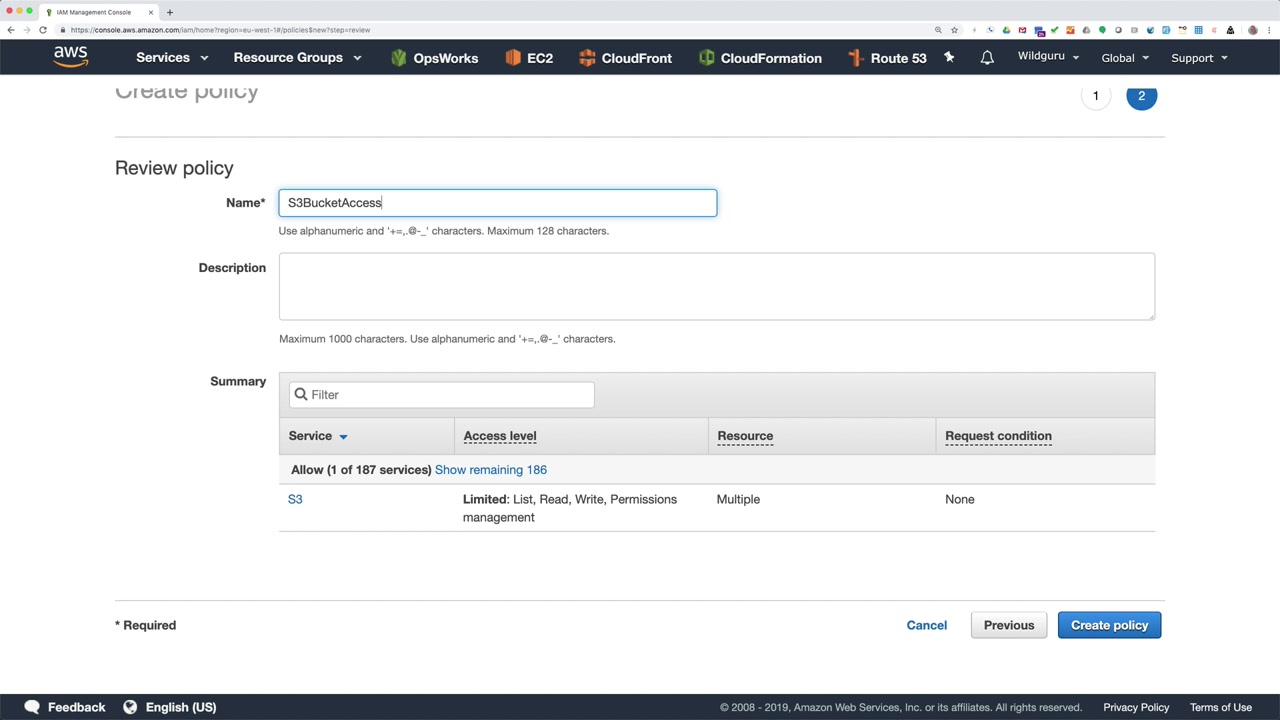 IAM Management Console
https://console.aws.amazon.com/iam/home?region=eu-west-1#/policies$new?step=review
aws
Services
Resource Groups
OpsWorks
EC2
CloudFront
CloudFormation
Route 53
Wildguru
Global
Support
Create policy
1
2
Review policy
Name*
S3BucketAccess
Use alphanumeric and '+=,.@-_' characters. Maximum 128 characters.
Description
Maximum 1000 characters. Use alphanumeric and '+=,.@-_' characters.
Summary
Filter
Service
Access level
Resource
Request condition
Allow (1 of 187 services) Show remaining 186
S3
Limited: List, Read, Write, Permissions
management
Multiple
None
* Required
Cancel
Previous
Create policy
Feedback
English (US)
© 2008 - 2019, Amazon Web Services, Inc. or its affiliates. All rights reserved.
Privacy Policy
Terms of Use